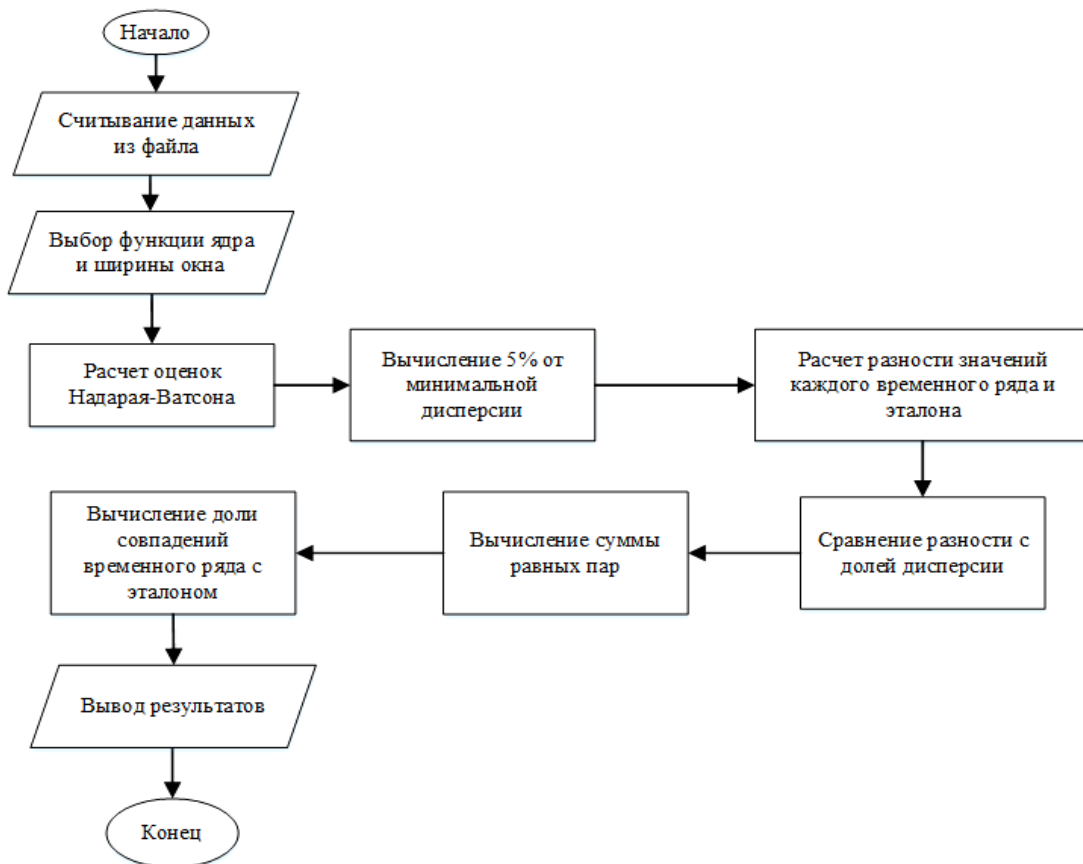 Начало
Считывание данных
из файла
Выбор функции ядра
и ширины окна
Расчет оценок
Надарая-Ватсона
Вычисление 5% от
минимальной
дисперсии
Расчет разности значений
каждого временного ряда и
эталона
Сравнение разности с
долей дисперсии
Вычисление суммы
равных пар
Вычисление доли
совпадений
временного ряда с
эталоном
Вывод результатов
Конец